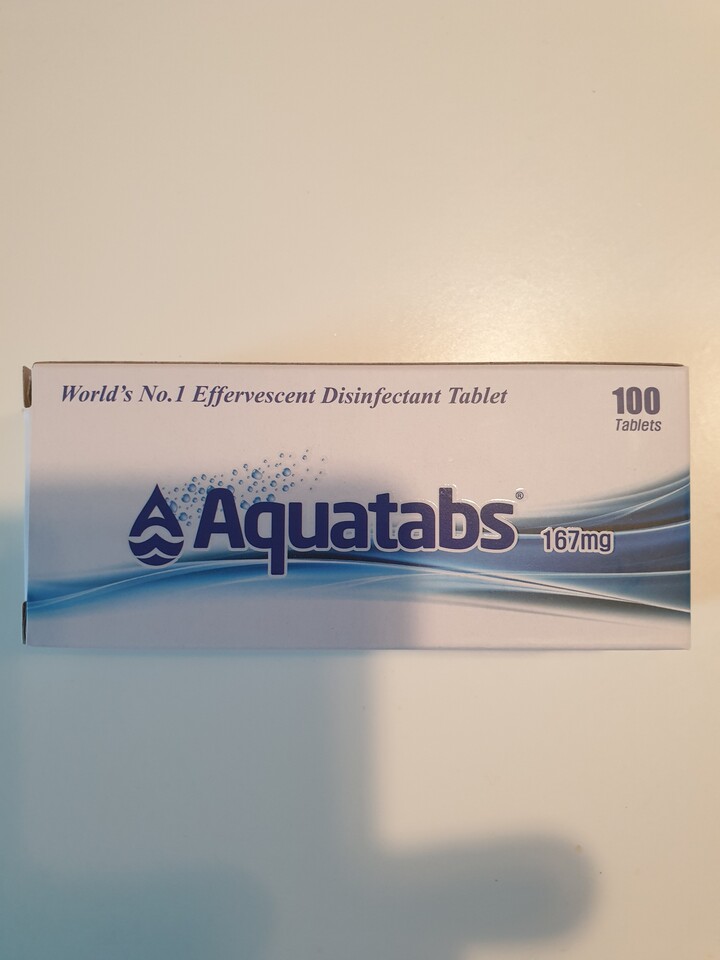 World's No.1 Effervescent Disinfectant Tablet
100
Tablets
Aquatabs® 167mg